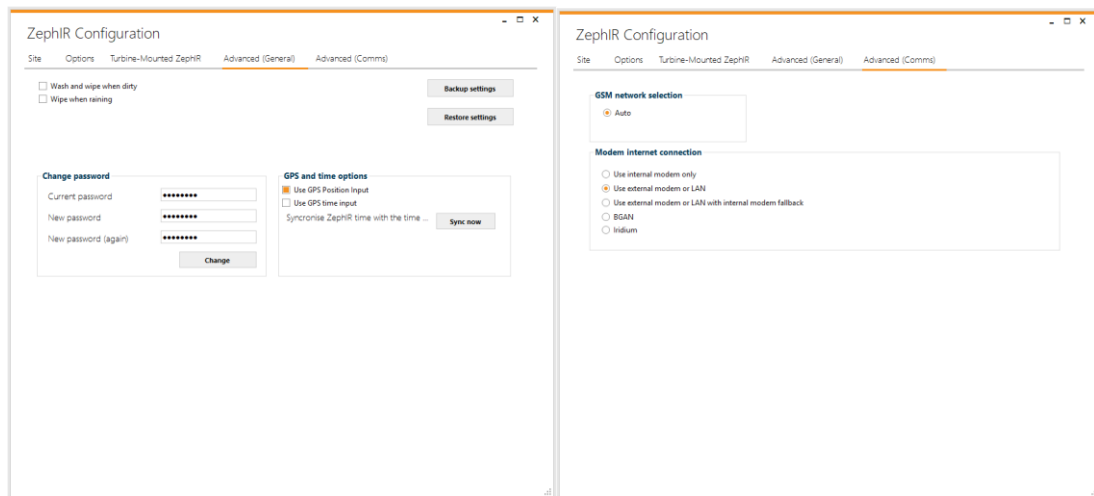 ZephIR Configuration
Site Options Turbine-Mounted ZephIR Advanced (General) Advanced (Comms)
Wash and wipe when dirty
Wipe when raining
Backup settings
Restore settings
Change password
Current password ••••••••
New password ••••••••
New password (again) ••••••••
Change
GPS and time options
Use GPS Position Input
Use GPS time input
Syncronise ZephIR time with the time ... Sync now
ZephIR Configuration
Site Options Turbine-Mounted ZephIR Advanced (General) Advanced (Comms)
GSM network selection
Auto
Modem internet connection
Use internal modem only
Use external modem or LAN
Use external modem or LAN with internal modem fallback
BGAN
Iridium